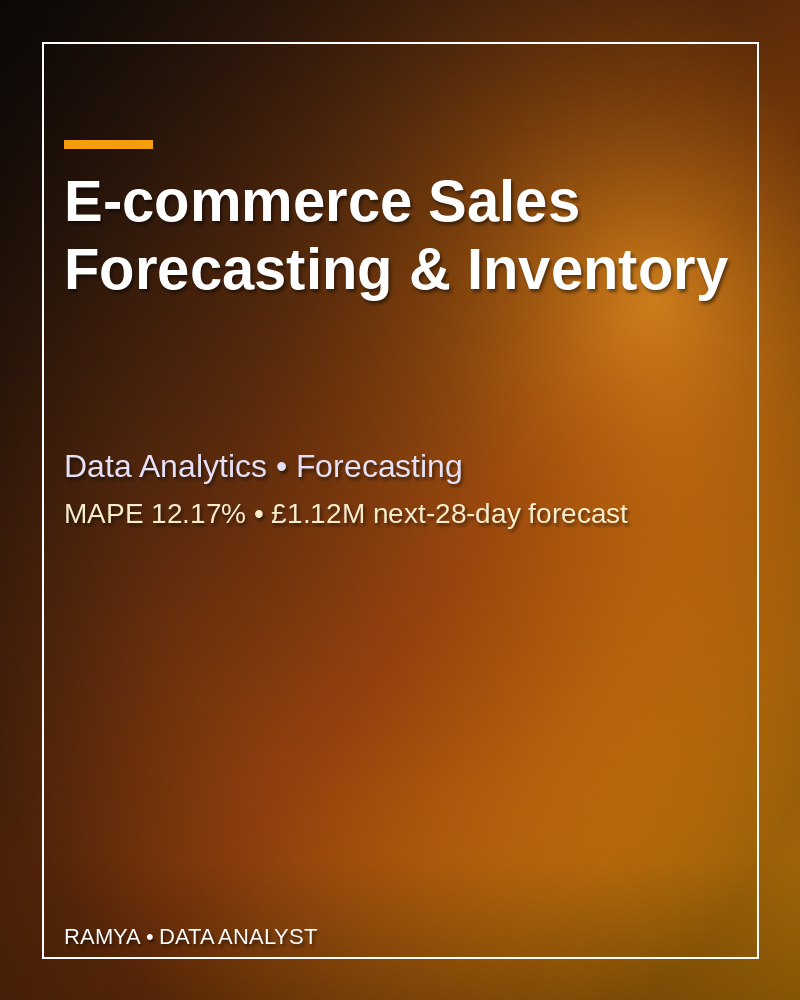 E-commerce Sales
Forecasting & Inventory
Data Analytics • Forecasting
MAPE 12.17% • £1.12M next-28-day forecast
RAMYA • DATA ANALYST